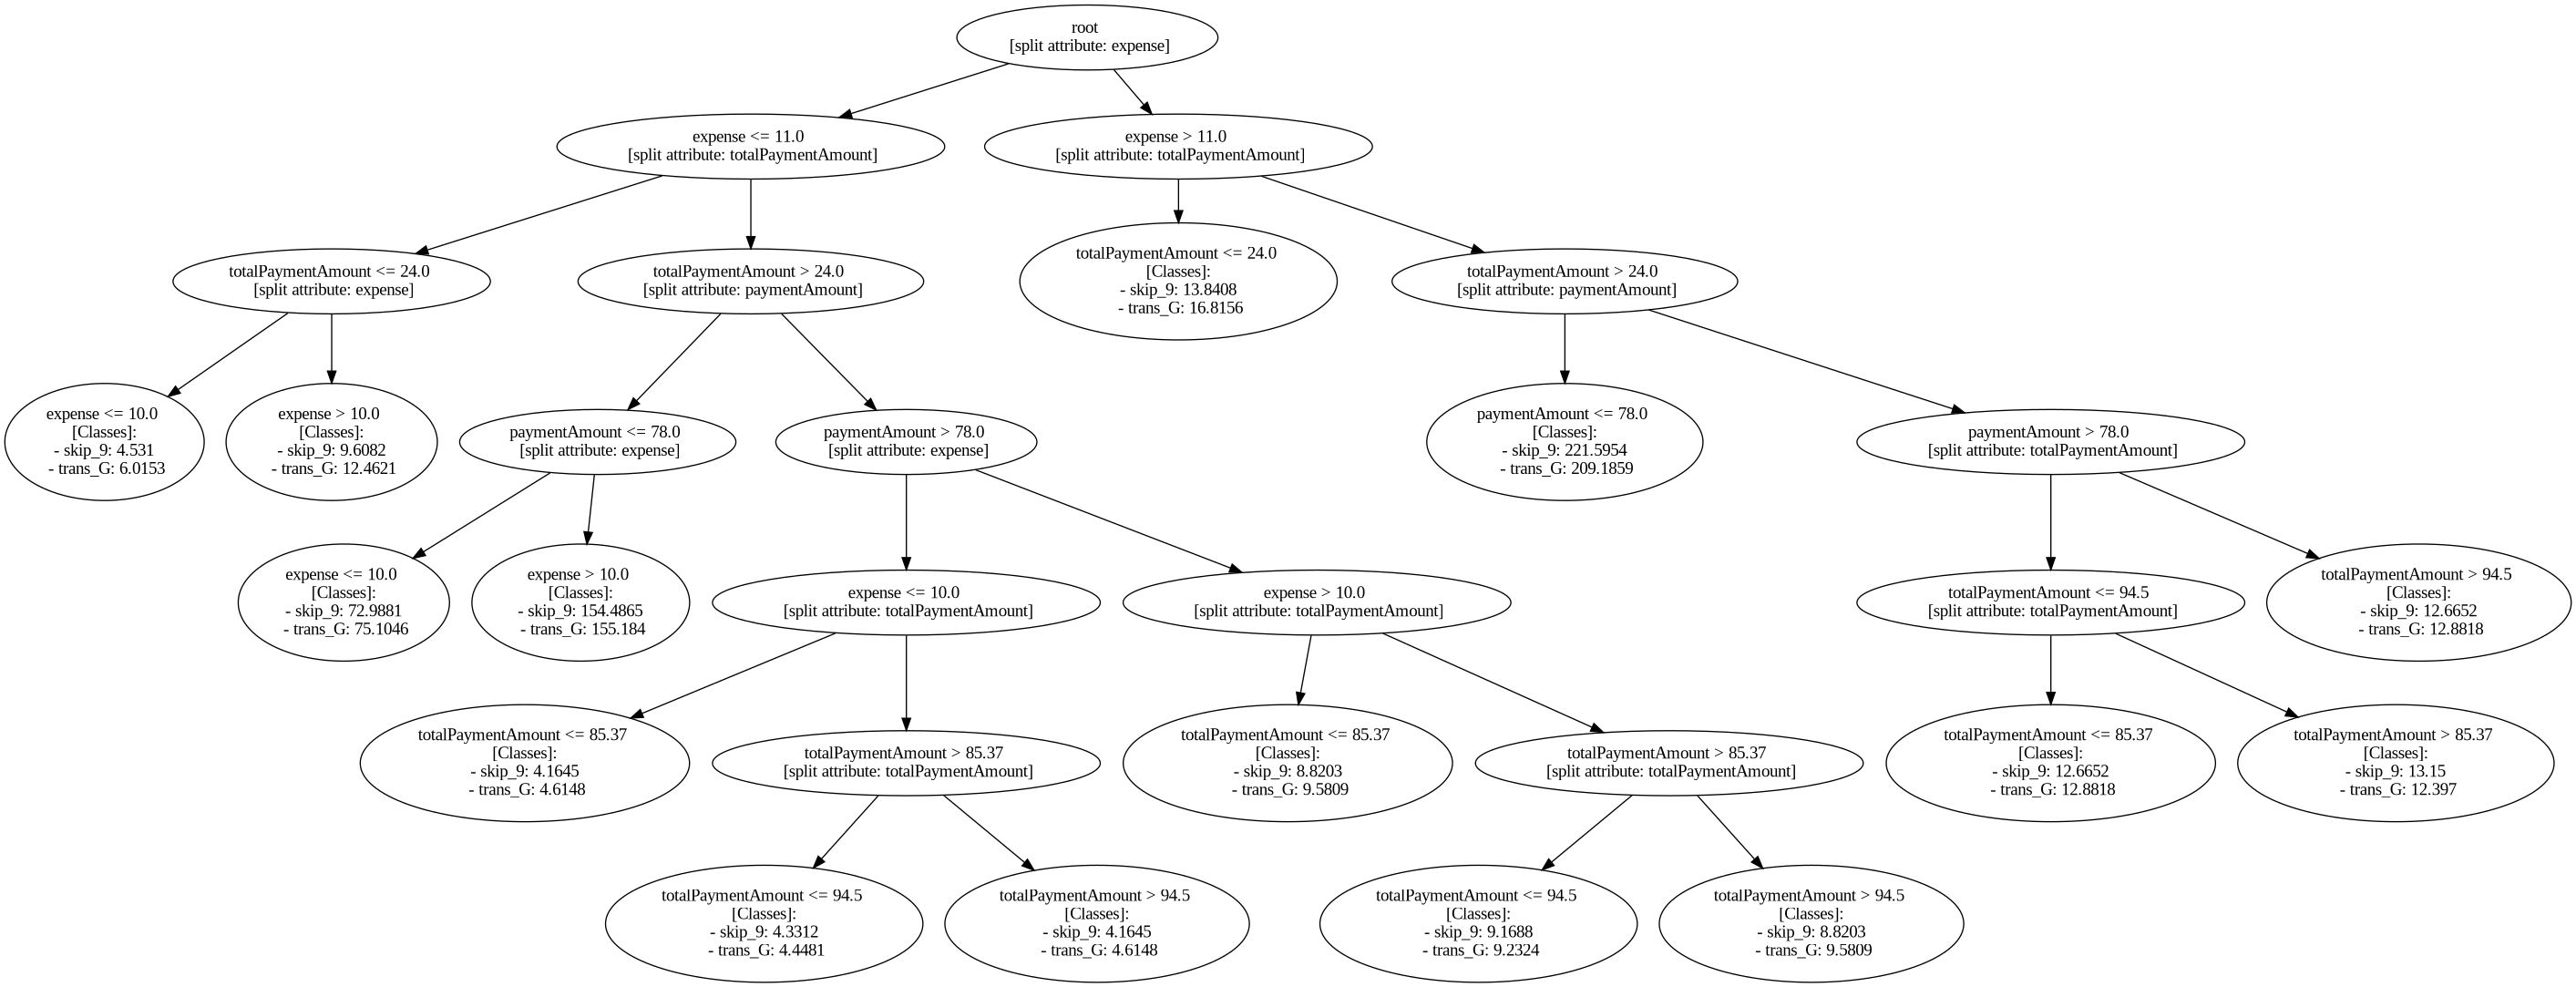 root
[split attribute: expense]
expense <= 11.0
[split attribute: totalPaymentAmount]
expense > 11.0
[split attribute: totalPaymentAmount]
totalPaymentAmount <= 24.0
[split attribute: expense]
totalPaymentAmount > 24.0
[split attribute: paymentAmount]
totalPaymentAmount <= 24.0
[Classes]:
- skip_9: 13.8408
- trans_G: 16.8156
totalPaymentAmount > 24.0
[split attribute: paymentAmount]
expense <= 10.0
[Classes]:
- skip_9: 4.531
- trans_G: 6.0153
expense > 10.0
[Classes]:
- skip_9: 9.6082
- trans_G: 12.4621
paymentAmount <= 78.0
[split attribute: expense]
paymentAmount > 78.0
[split attribute: expense]
paymentAmount <= 78.0
[Classes]:
- skip_9: 221.5954
- trans_G: 209.1859
paymentAmount > 78.0
[split attribute: totalPaymentAmount]
expense <= 10.0
[Classes]:
- skip_9: 72.9881
- trans_G: 75.1046
expense > 10.0
[Classes]:
- skip_9: 154.4865
- trans_G: 155.184
expense <= 10.0
[split attribute: totalPaymentAmount]
expense > 10.0
[split attribute: totalPaymentAmount]
totalPaymentAmount <= 94.5
[split attribute: totalPaymentAmount]
totalPaymentAmount > 94.5
[Classes]:
- skip_9: 12.6652
- trans_G: 12.8818
totalPaymentAmount <= 85.37
[Classes]:
- skip_9: 4.1645
- trans_G: 4.6148
totalPaymentAmount > 85.37
[split attribute: totalPaymentAmount]
totalPaymentAmount <= 85.37
[Classes]:
- skip_9: 8.8203
- trans_G: 9.5809
totalPaymentAmount > 85.37
[split attribute: totalPaymentAmount]
totalPaymentAmount <= 85.37
[Classes]:
- skip_9: 12.6652
- trans_G: 12.8818
totalPaymentAmount > 85.37
[Classes]:
- skip_9: 13.15
- trans_G: 12.397
totalPaymentAmount <= 94.5
[Classes]:
- skip_9: 4.3312
- trans_G: 4.4481
totalPaymentAmount > 94.5
[Classes]:
- skip_9: 4.1645
- trans_G: 4.6148
totalPaymentAmount <= 94.5
[Classes]:
- skip_9: 9.1688
- trans_G: 9.2324
totalPaymentAmount > 94.5
[Classes]:
- skip_9: 8.8203
- trans_G: 9.5809